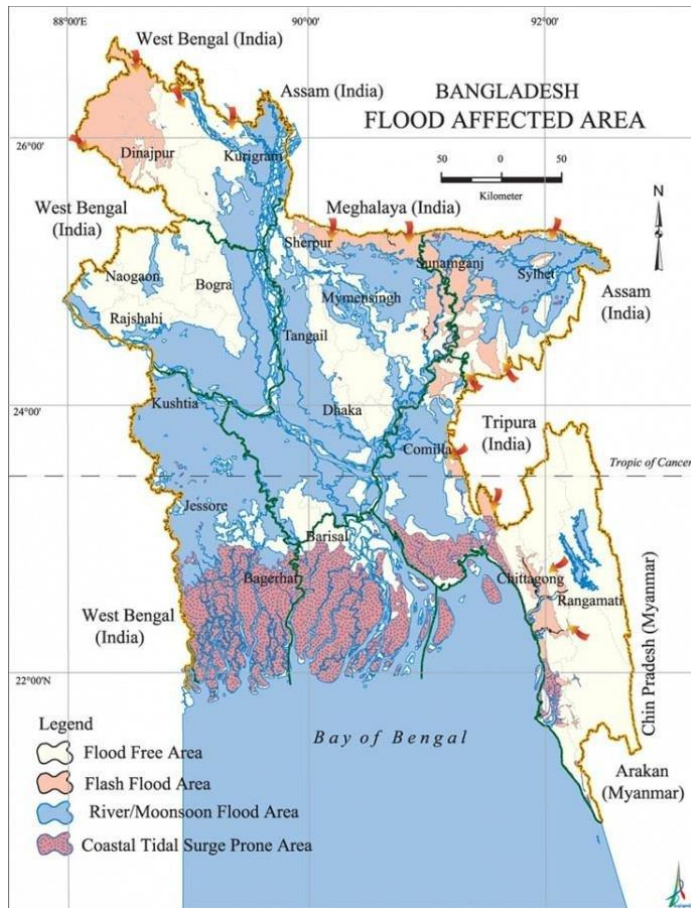 88°00'E
90°00'
92°00'
West Bengal (India)
Assam (India)
BANGLADESH
FLOOD AFFECTED AREA
26°00'
Dinajpur
Kurigram
50
0
50
Kilometer
N
West Bengal
(India)
Meghalaya (India)
Sherpur
Sunamganj
Sylhet
Naogaon
Bogra
Mymensingh
Assam
(India)
Rajshahi
Tangail
24°00'
Kushtia
Dhaka
Tripura
(India)
Comilla
Tropic of Cancer
Jessore
Barisal
Bagerhat
Chittagong
Rangamati
West Bengal
(India)
Chin Pradesh (Myanmar)
22°00'N
Legend
Bay of Bengal
Flood Free Area
Flash Flood Area
Arakan
(Myanmar)
River/Moonsoon Flood Area
Coastal Tidal Surge Prone Area